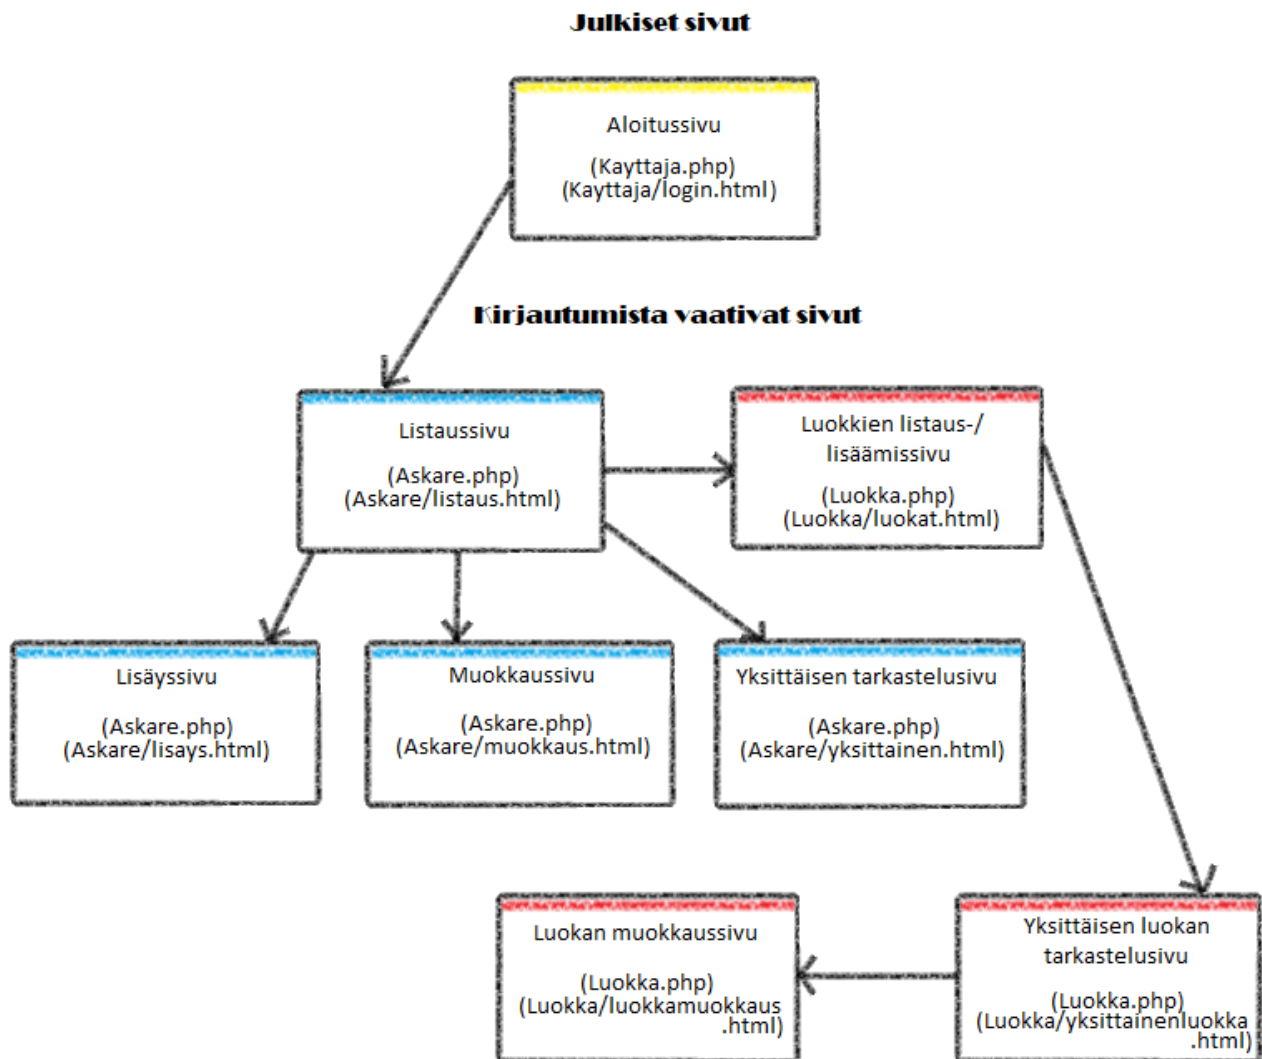 Julkiset sivut
Aloitussivu
(Kayttaja.php)
(Kayttaja/login.html)
Kirjautumista vaativat sivut
Listaussivu
(Askare.php)
(Askare/listaus.html)
Luokkien listaus-/
lisäämissivu
(Luokka.php)
(Luokka/luokat.html)
Lisäyssivu
(Askare.php)
(Askare/lisays.html)
Muokkaussivu
(Askare.php)
(Askare/muokkaus.html)
Yksittäisen tarkastelusivu
(Askare.php)
(Askare/yksittainen.html)
Luokan muokkaussivu
(Luokka.php)
(Luokka/luokkamuokkaus
.html)
Yksittäisen luokan
tarkastelusivu
(Luokka.php)
(Luokka/yksittainenluokka
.html)